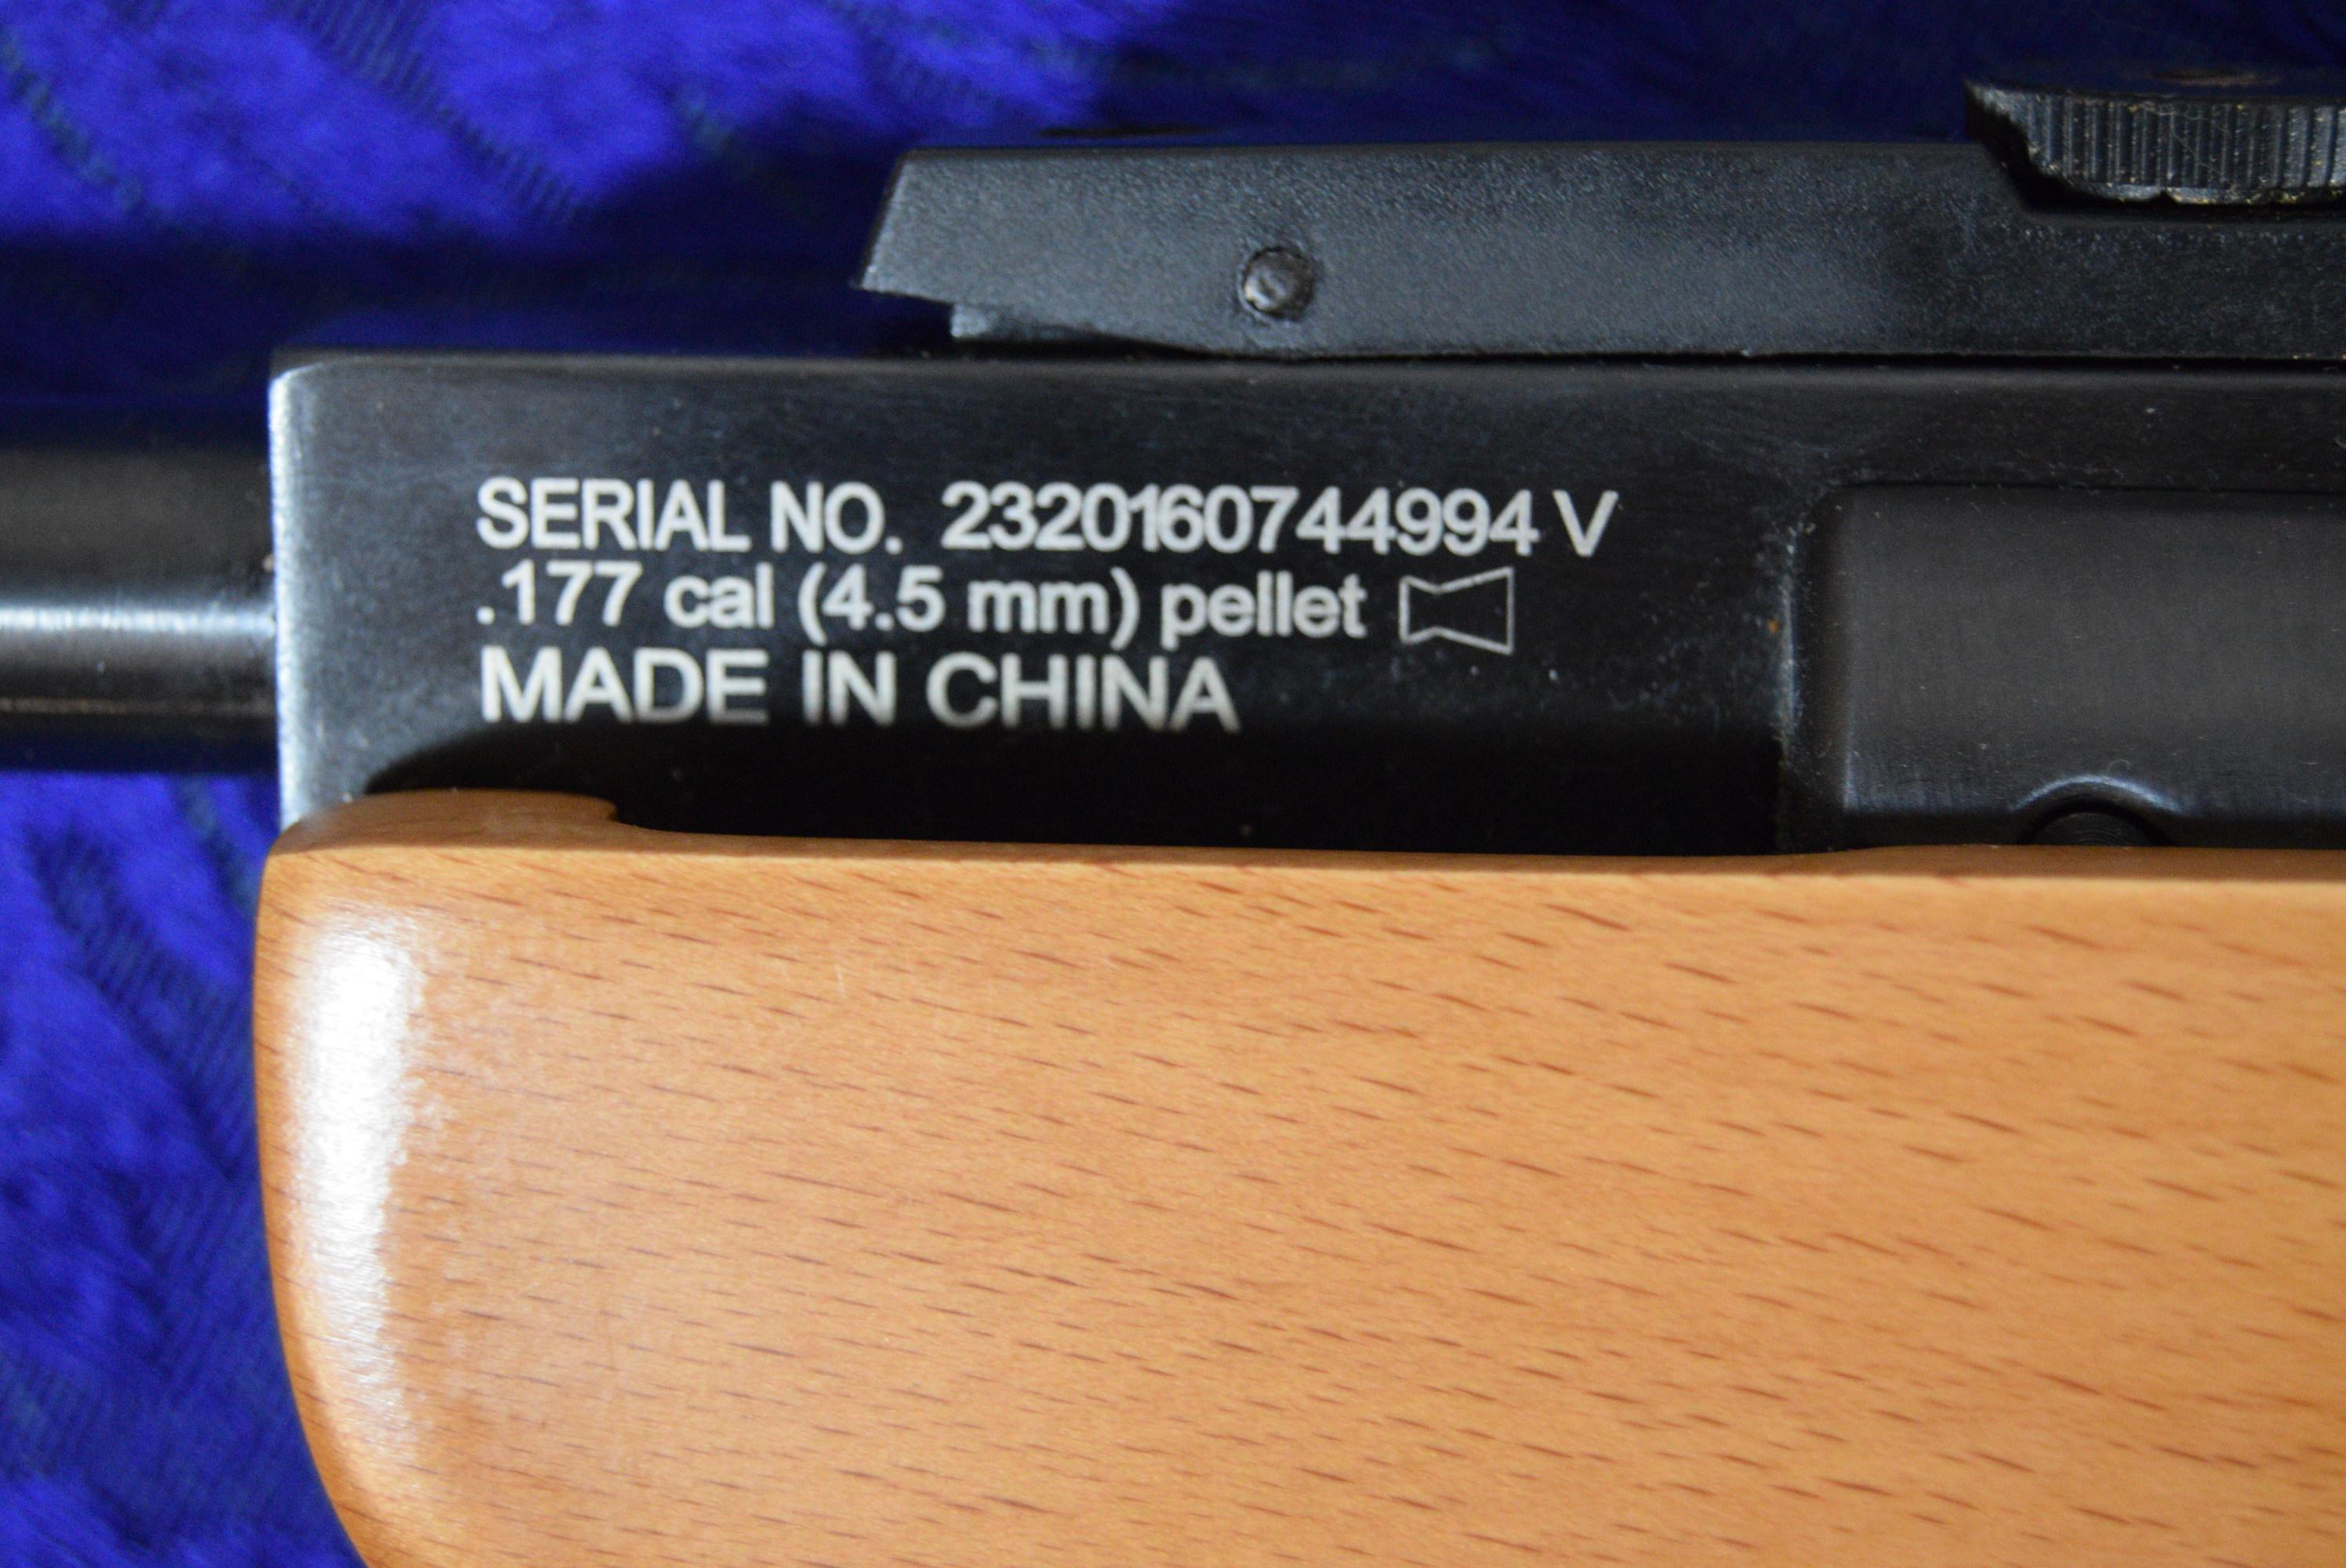 SERIAL NO. 2320160744994 V
.177 cal (4.5 mm) pellet
MADE IN CHINA